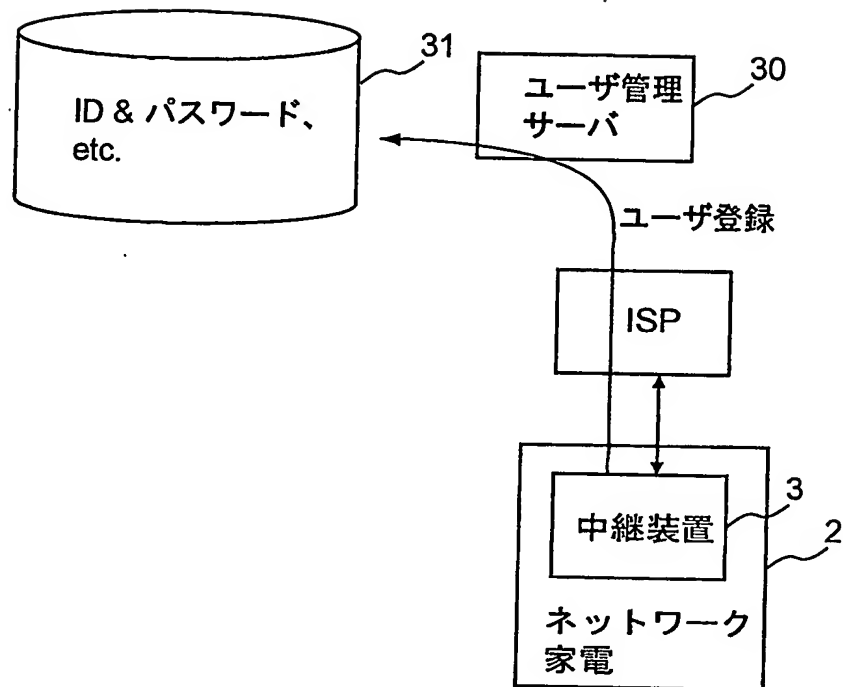 31
ID & パスワード、
etc.
ユーザ管理
サーバ
30
ユーザ登録
ISP
中継装置
3
2
ネットワーク
家電